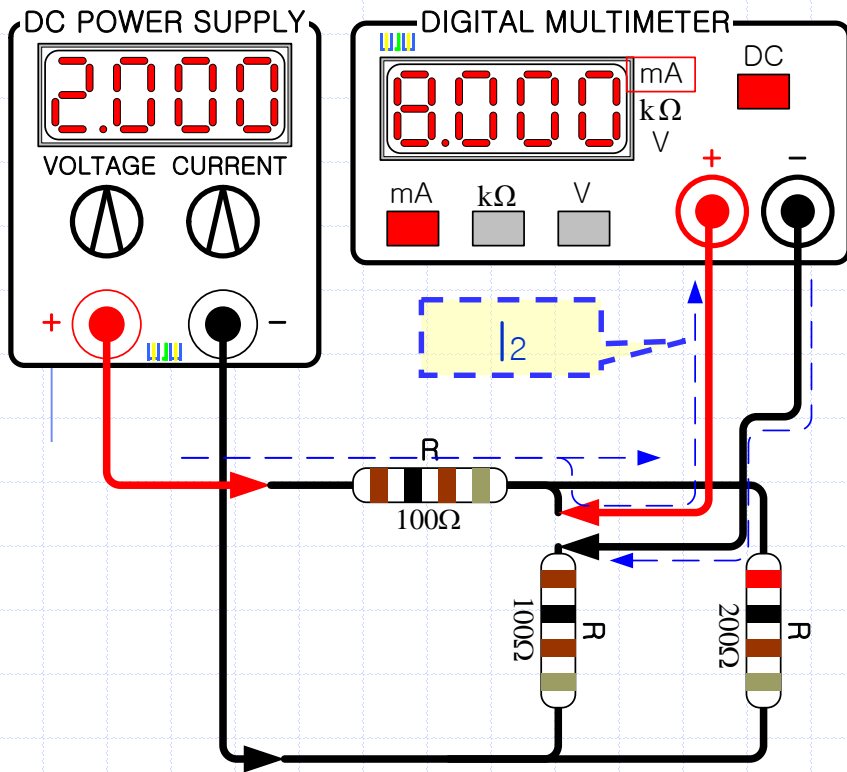 DC POWER SUPPLY
2.000
VOLTAGE CURRENT
+ −
DIGITAL MULTIMETER
8.000
mA
kΩ
V
DC
mA kΩ V
+ −
I2
R
100Ω
R
100Ω
R
200Ω